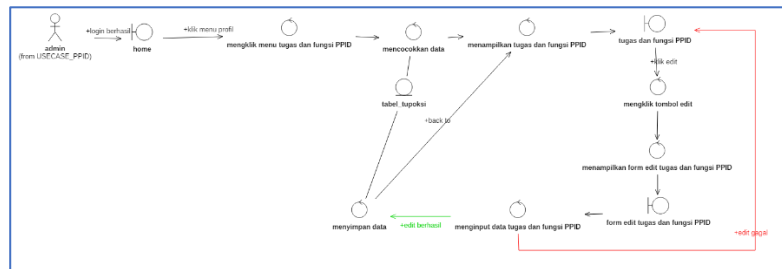 +login berhasil
+klik menu profil
admin
(from USECASE_PPID)
home
mengklik menu tugas dan fungsi PPID
mencocokkan data
menampilkan tugas dan fungsi PPID
tugas dan fungsi PPID
+klik edit
tabel_tupoksi
mengklik tombol edit
+back to
menampilkan form edit tugas dan fungsi PPID
menyimpan data
+edit berhasil
menginput data tugas dan fungsi PPID
form edit tugas dan fungsi PPID
+edit gagal